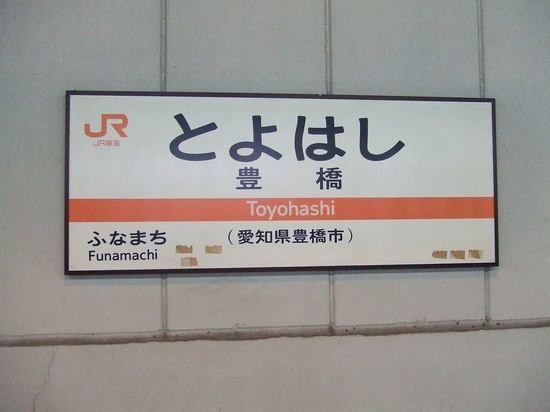 JR
JR東海
とよはし
豊橋
Toyohashi
ふなまち
Funamachi
(愛知県豊橋市)